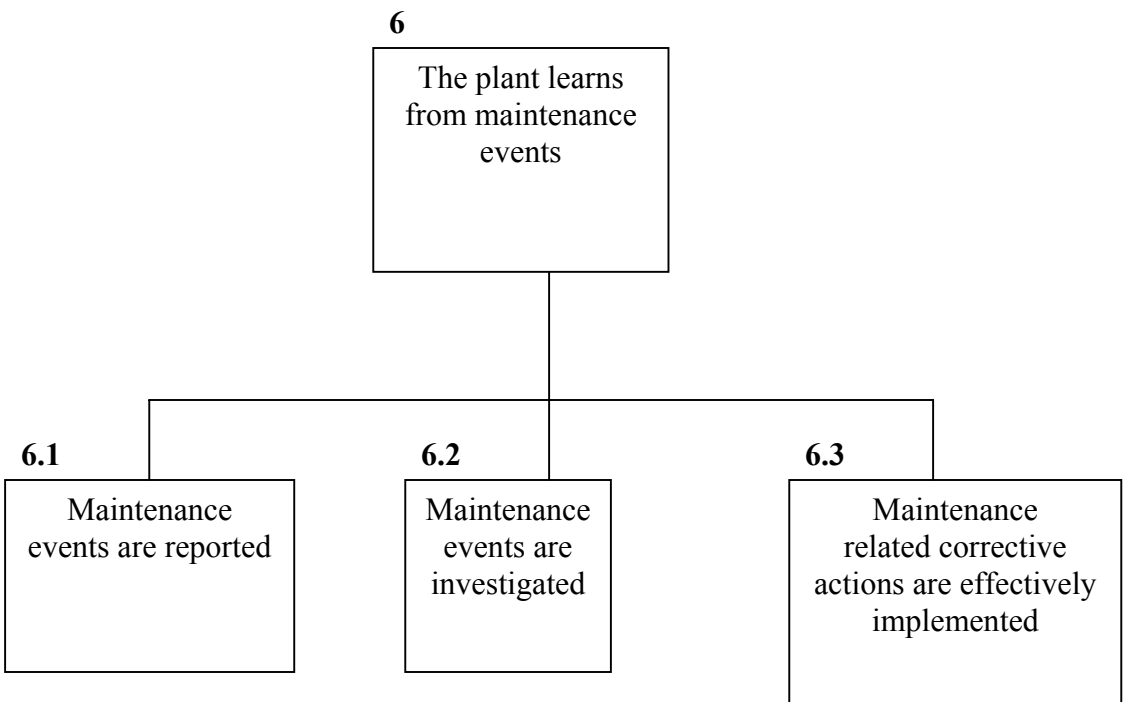 6
The plant learns
from maintenance
events
6.1
Maintenance
events are reported
6.2
Maintenance
events are
investigated
6.3
Maintenance
related corrective
actions are effectively
implemented